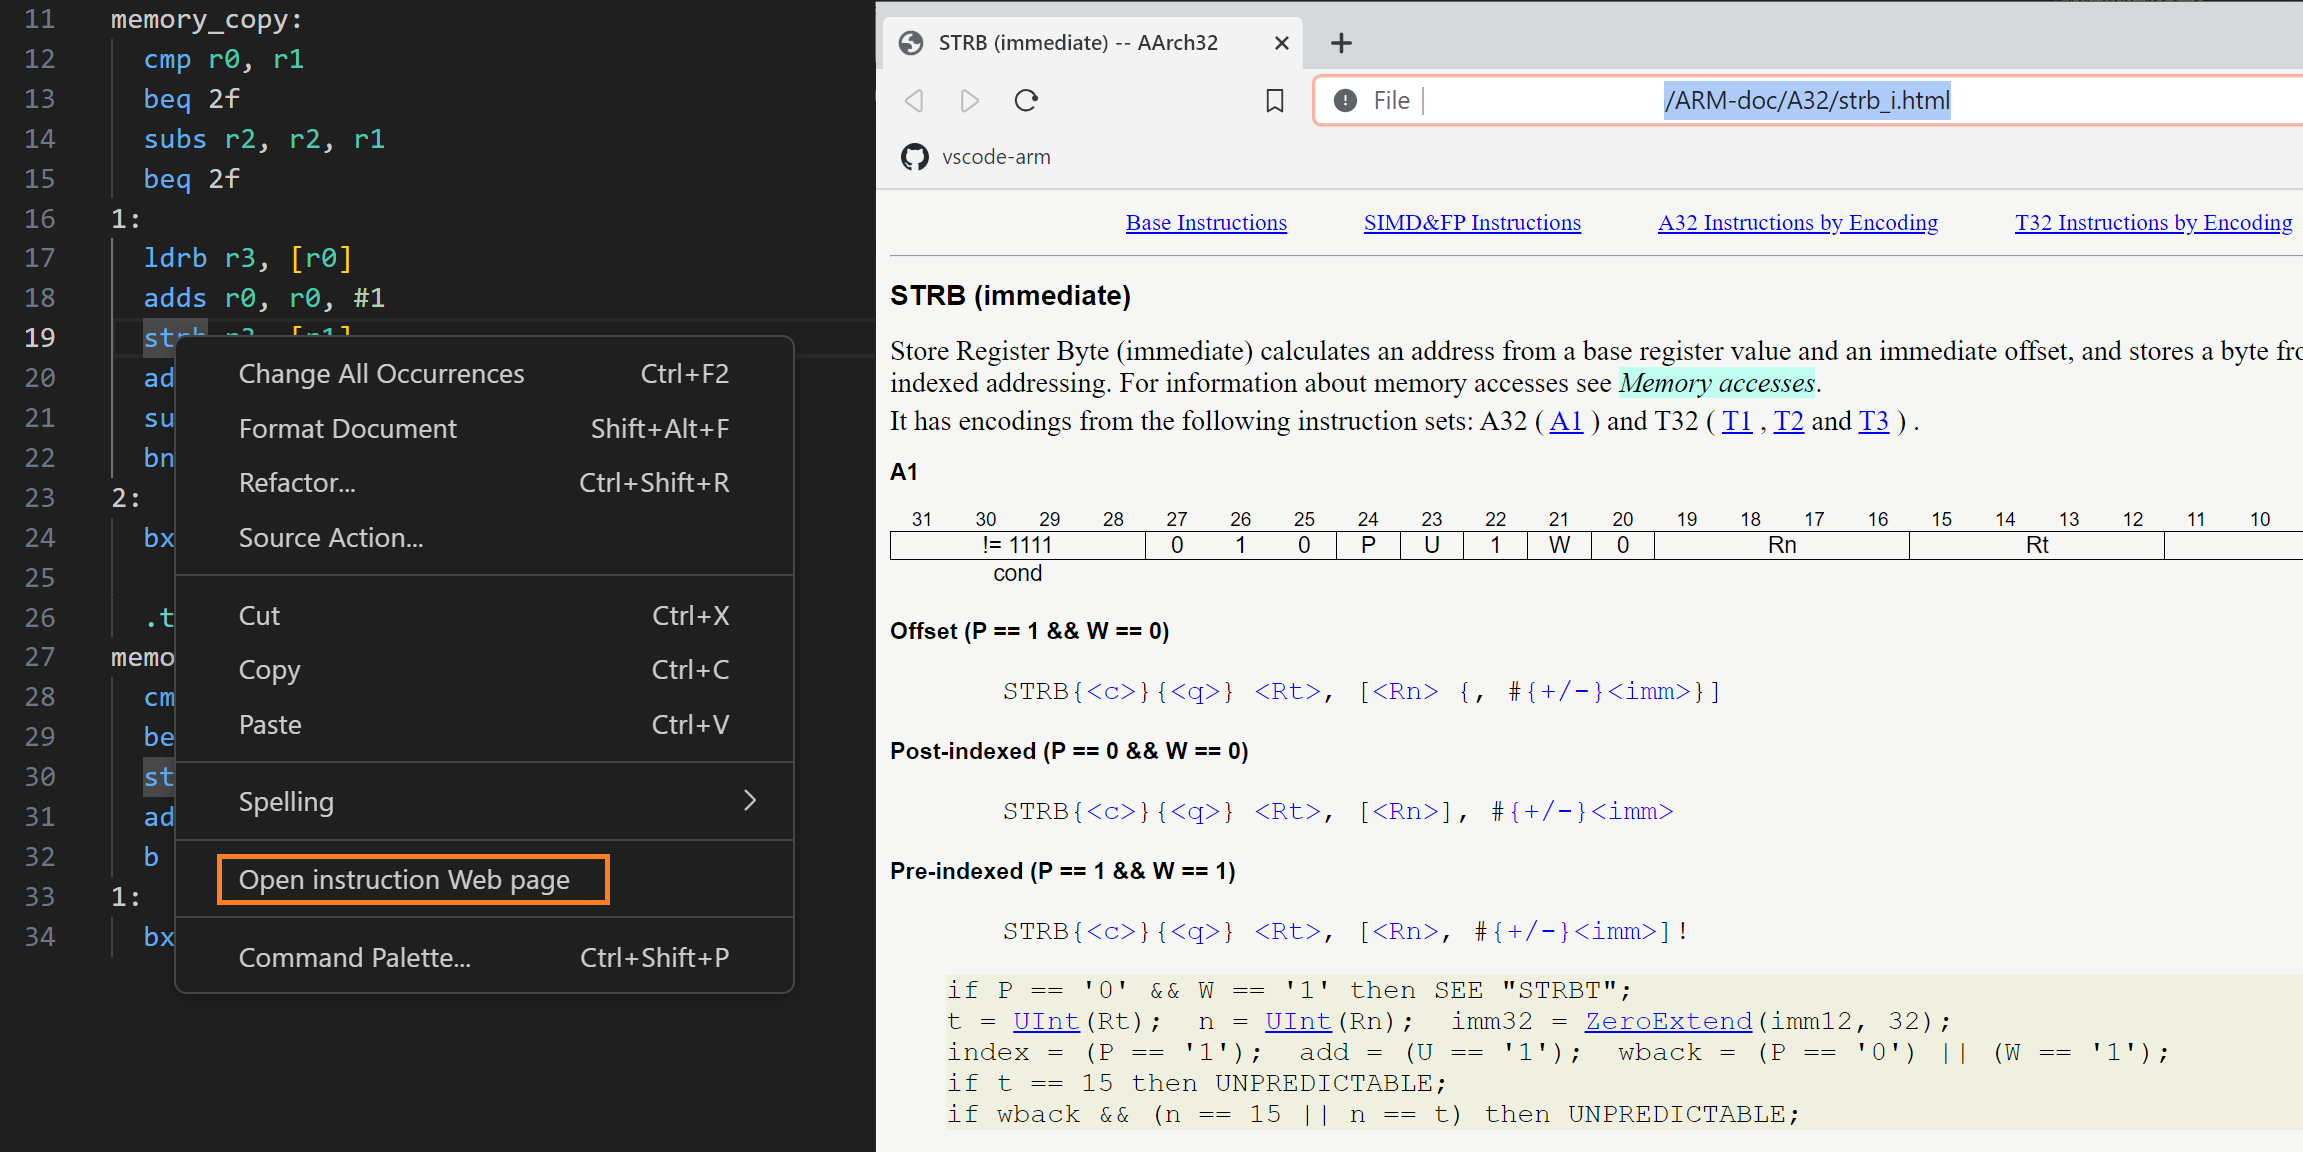 11 memory_copy:
12 cmp r0, r1
13 beq 2f
14 subs r2, r2, r1
15 beq 2f
16 1:
17 ldrb r3, [r0]
18 adds r0, r0, #1
19 strb r3, [r1]
20 ad
21 su
22 bn
23 2:
24 bx
25
26 .t
27 memo
28 cm
29 be
30 st
31 ad
32 b
33 1:
34 bx
Change All Occurrences Ctrl+F2
Format Document Shift+Alt+F
Refactor... Ctrl+Shift+R
Source Action...
Cut Ctrl+X
Copy Ctrl+C
Paste Ctrl+V
Spelling
Open instruction Web page
Command Palette... Ctrl+Shift+P
STRB (immediate) -- AArch32
File /ARM-doc/A32/strb_i.html
vscode-arm
Base Instructions SIMD&FP Instructions A32 Instructions by Encoding T32 Instructions by Encoding
STRB (immediate)
Store Register Byte (immediate) calculates an address from a base register value and an immediate offset, and stores a byte fro
indexed addressing. For information about memory accesses see Memory accesses.
It has encodings from the following instruction sets: A32 ( A1 ) and T32 ( T1 , T2 and T3 ) .
A1
31 30 29 28 27 26 25 24 23 22 21 20 19 18 17 16 15 14 13 12 11 10
!= 1111 0 1 0 P U 1 W 0 Rn Rt
cond
Offset (P == 1 && W == 0)
STRB{<c>}{<q>} <Rt>, [<Rn> {, #{+/-}<imm>}]
Post-indexed (P == 0 && W == 0)
STRB{<c>}{<q>} <Rt>, [<Rn>], #{+/-}<imm>
Pre-indexed (P == 1 && W == 1)
STRB{<c>}{<q>} <Rt>, [<Rn>, #{+/-}<imm>]!
if P == '0' && W == '1' then SEE "STRBT";
t = UInt(Rt); n = UInt(Rn); imm32 = ZeroExtend(imm12, 32);
index = (P == '1'); add = (U == '1'); wback = (P == '0') || (W == '1');
if t == 15 then UNPREDICTABLE;
if wback && (n == 15 || n == t) then UNPREDICTABLE;